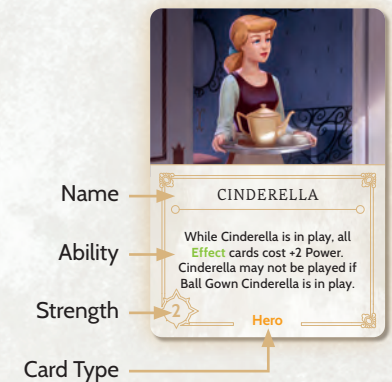 CINDERELLA
While Cinderella is in play, all
Effect cards cost +2 Power.
Cinderella may not be played if
Ball Gown Cinderella is in play.
2
Hero
Name
Ability
Strength
Card Type